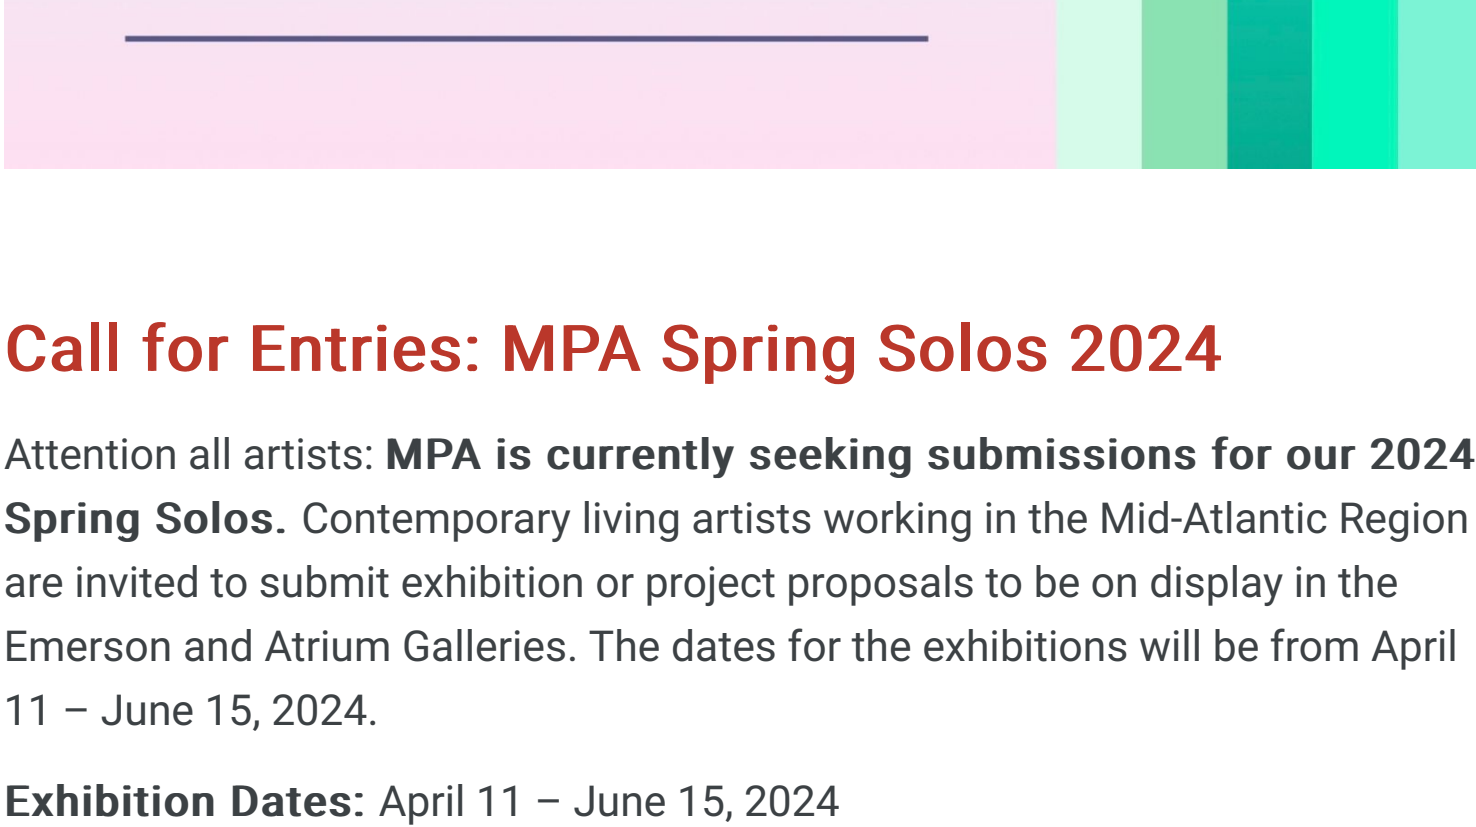 Call for Entries: MPA Spring Solos 2024
Attention all artists: MPA is currently seeking submissions for our 2024
Spring Solos. Contemporary living artists working in the Mid-Atlantic Region
are invited to submit exhibition or project proposals to be on display in the
Emerson and Atrium Galleries. The dates for the exhibitions will be from April
11 – June 15, 2024.
Exhibition Dates: April 11 – June 15, 2024